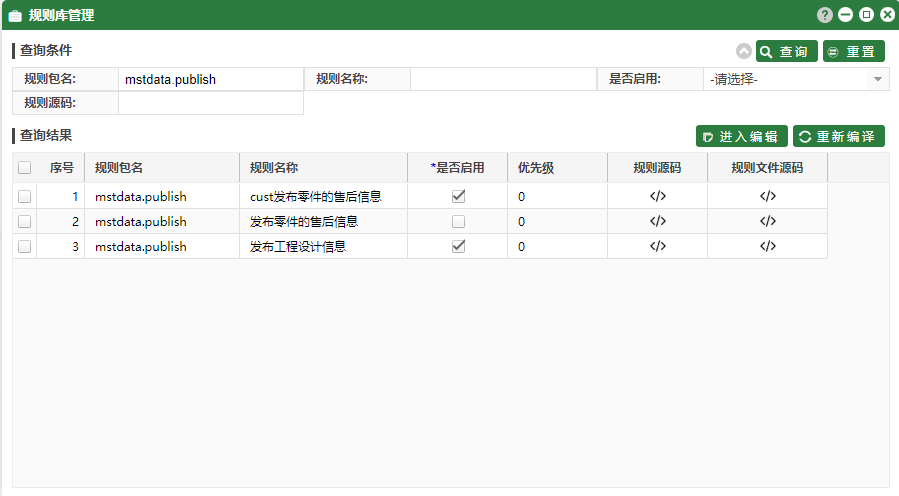 规则库管理
查询条件
查询 重置
规则包名: mstdata.publish 规则名称: 是否启用: -请选择-
规则源码:
查询结果
进入编辑 重新编译
序号 规则包名 规则名称 *是否启用 优先级 规则源码 规则文件源码
1 mstdata.publish cust发布零件的售后信息 0 </> </>
2 mstdata.publish 发布零件的售后信息 0 </> </>
3 mstdata.publish 发布工程设计信息 0 </> </>